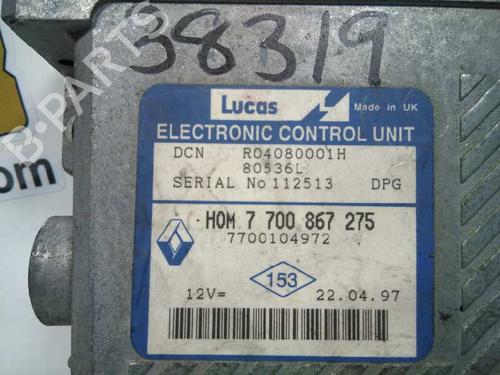 38319
Lucas
Made in UK
ELECTRONIC CONTROL UNIT
DCN R04080001H
80536L
SERIAL No 112513 DPG
HOM 7 700 867 275
7700104972
153
12V= 22.04.97
B-PARTS
com